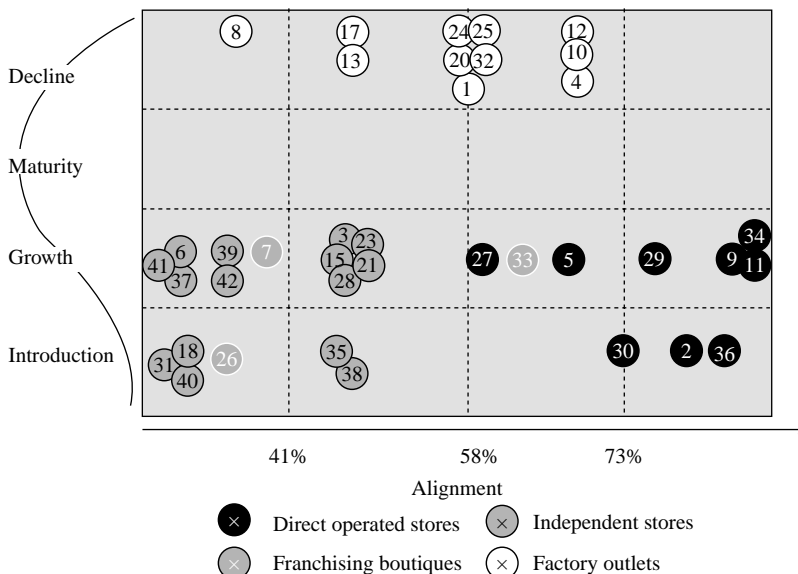 8 17 24 25 12
13 20 32 10
1 4
Decline
Maturity
Growth
6 39 7 3 23 27 33 5 29 9 34
41 37 42 15 21 28 11
Introduction
31 18 26 35 30 2 36
40 38
41% 58% 73%
Alignment
× Direct operated stores × Independent stores
× Franchising boutiques × Factory outlets